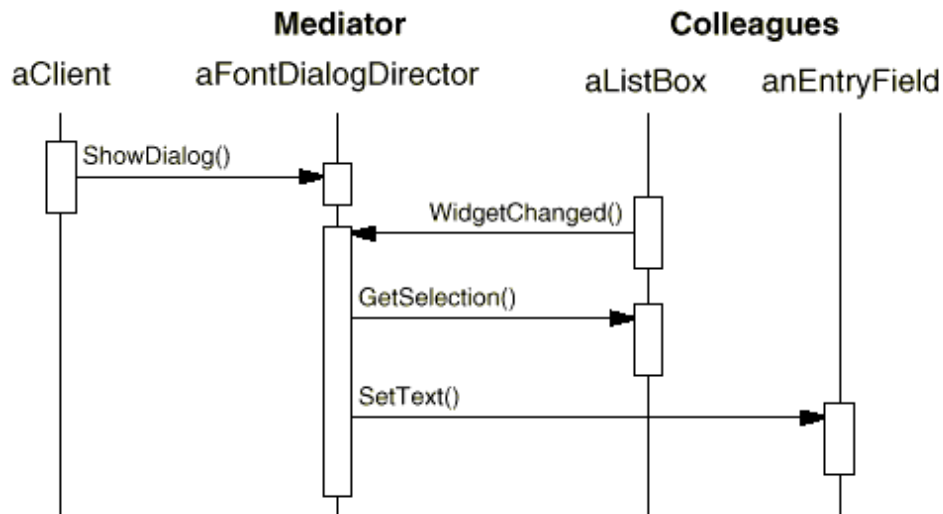 Mediator Colleagues
aClient aFontDialogDirector aListBox anEntryField
ShowDialog()
WidgetChanged()
GetSelection()
SetText()